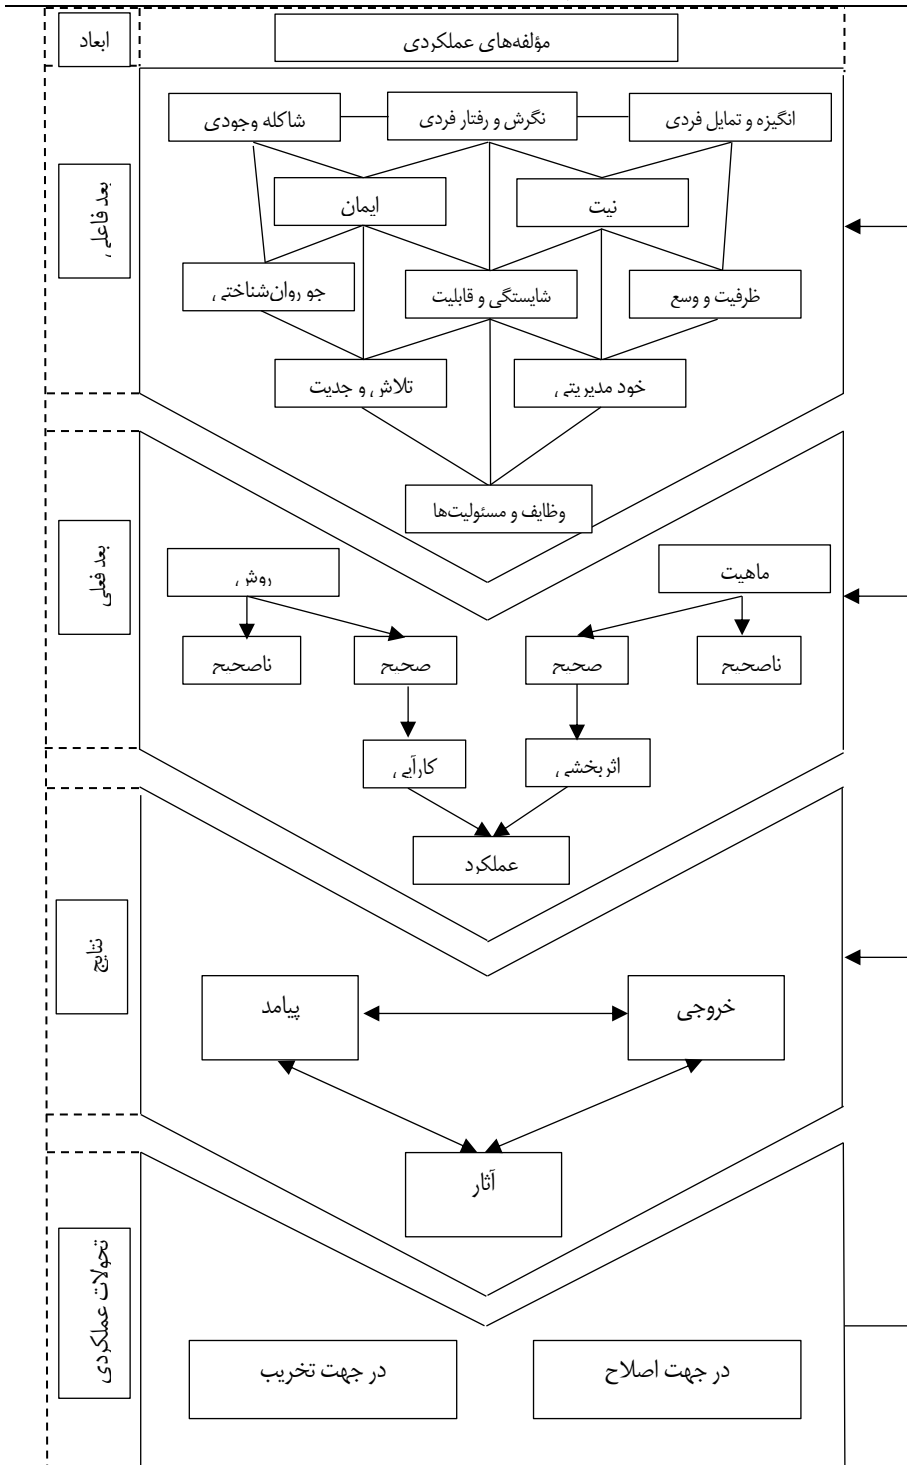 ابعاد
مؤلفه‌های عملکردی
بعد فاعلی
انگیزه و تمایل فردی
نگرش و رفتار فردی
شاکله وجودی
نیت
ایمان
ظرفیت و وسع
شایستگی و قابلیت
جو روان‌شناختی
خود مدیریتی
تلاش و جدیت
وظایف و مسئولیت‌ها
بعد فعلی
ماهیت
روش
ناصحیح
صحیح
صحیح
ناصحیح
اثربخشی
کارآیی
عملکرد
نتایج
خروجی
پیامد
آثار
تحولات عملکردی
در جهت اصلاح
در جهت تخریب